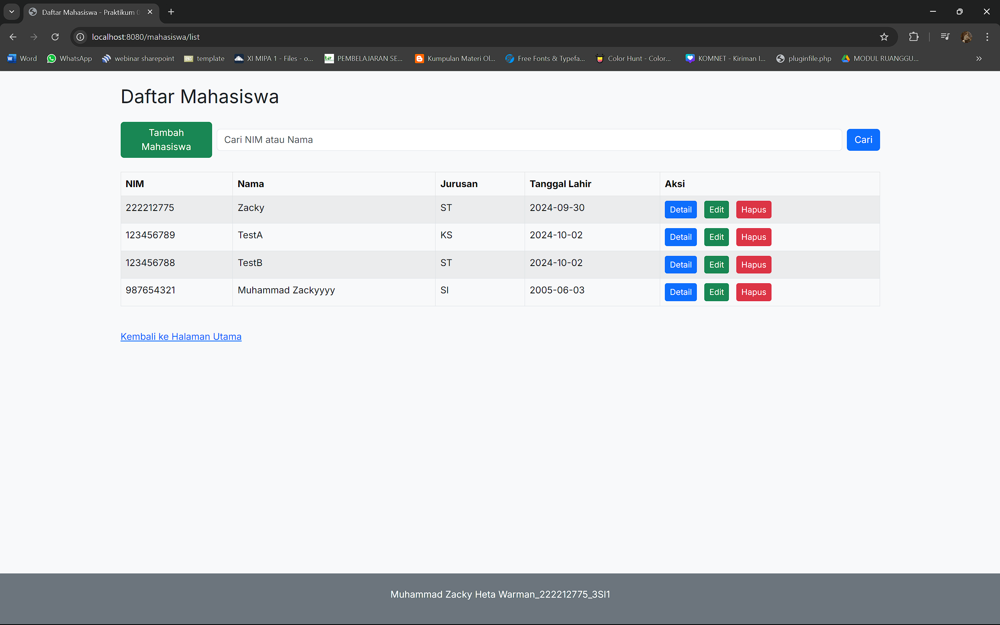 Daftar Mahasiswa - Praktikum
localhost:8080/mahasiswa/list
Word WhatsApp webinar sharepoint template XI MIPA 1 - Files - o... PEMBELAJARAN SE... Kumpulan Materi Ol... Free Fonts & Typefa... Color Hunt - Color... KOMNET - Kiriman I... pluginfile.php MODUL RUANGGU...
Daftar Mahasiswa
Tambah
Mahasiswa
Cari NIM atau Nama
Cari
NIM Nama Jurusan Tanggal Lahir Aksi
222212775 Zacky ST 2024-09-30 Detail Edit Hapus
123456789 TestA KS 2024-10-02 Detail Edit Hapus
123456788 TestB ST 2024-10-02 Detail Edit Hapus
987654321 Muhammad Zackyyyy SI 2005-06-03 Detail Edit Hapus
Kembali ke Halaman Utama
Muhammad Zacky Heta Warman_222212775_3SI1